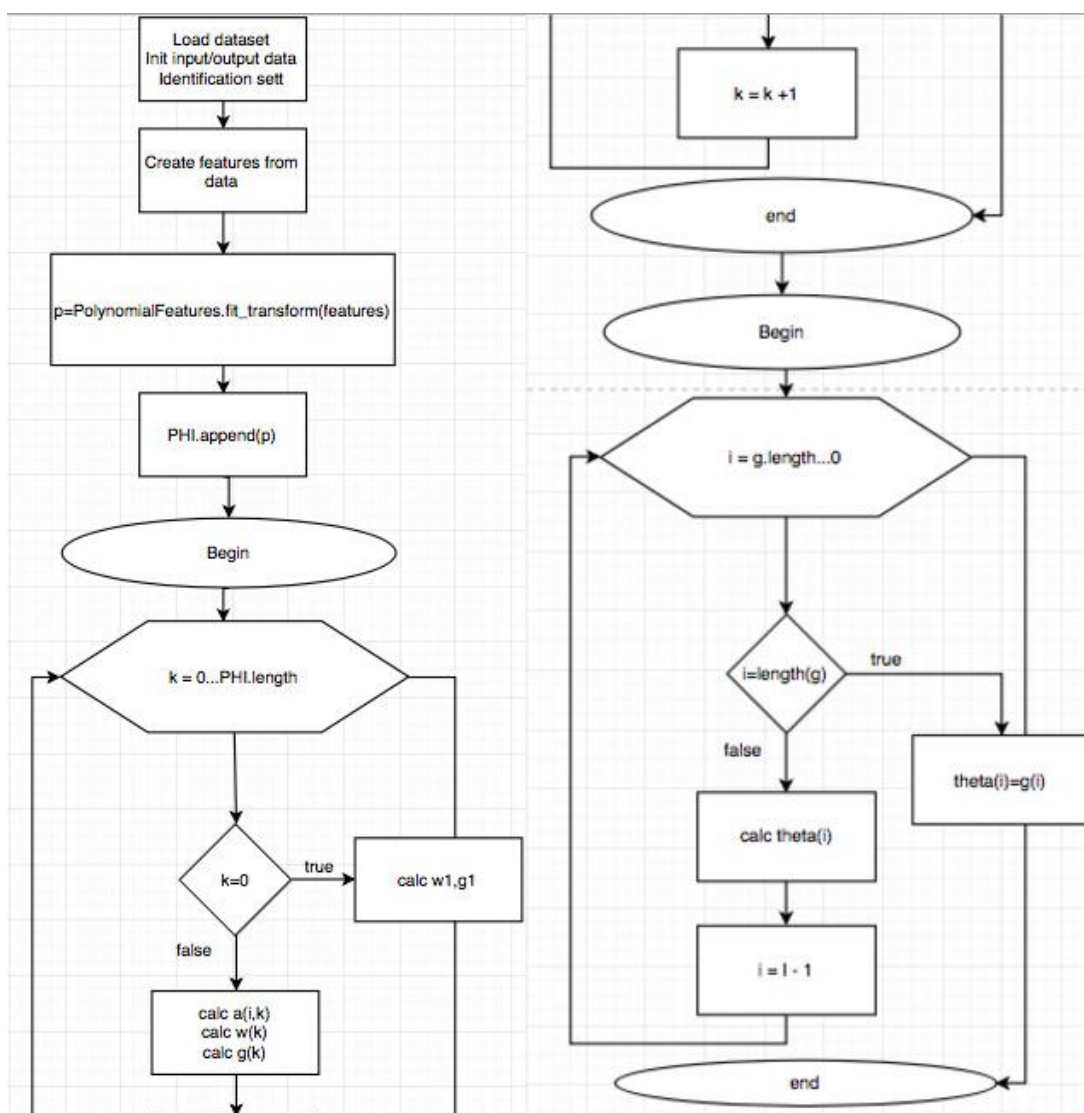 Load dataset
Init input/output data
Identification sett
Create features from
data
p=PolynomialFeatures.fit_transform(features)
PHI.append(p)
Begin
k = 0...PHI.length
k=0
true
calc w1,g1
false
calc a(i,k)
calc w(k)
calc g(k)
k = k +1
end
Begin
i = g.length...0
i=length(g)
true
false
theta(i)=g(i)
calc theta(i)
i = I - 1
end